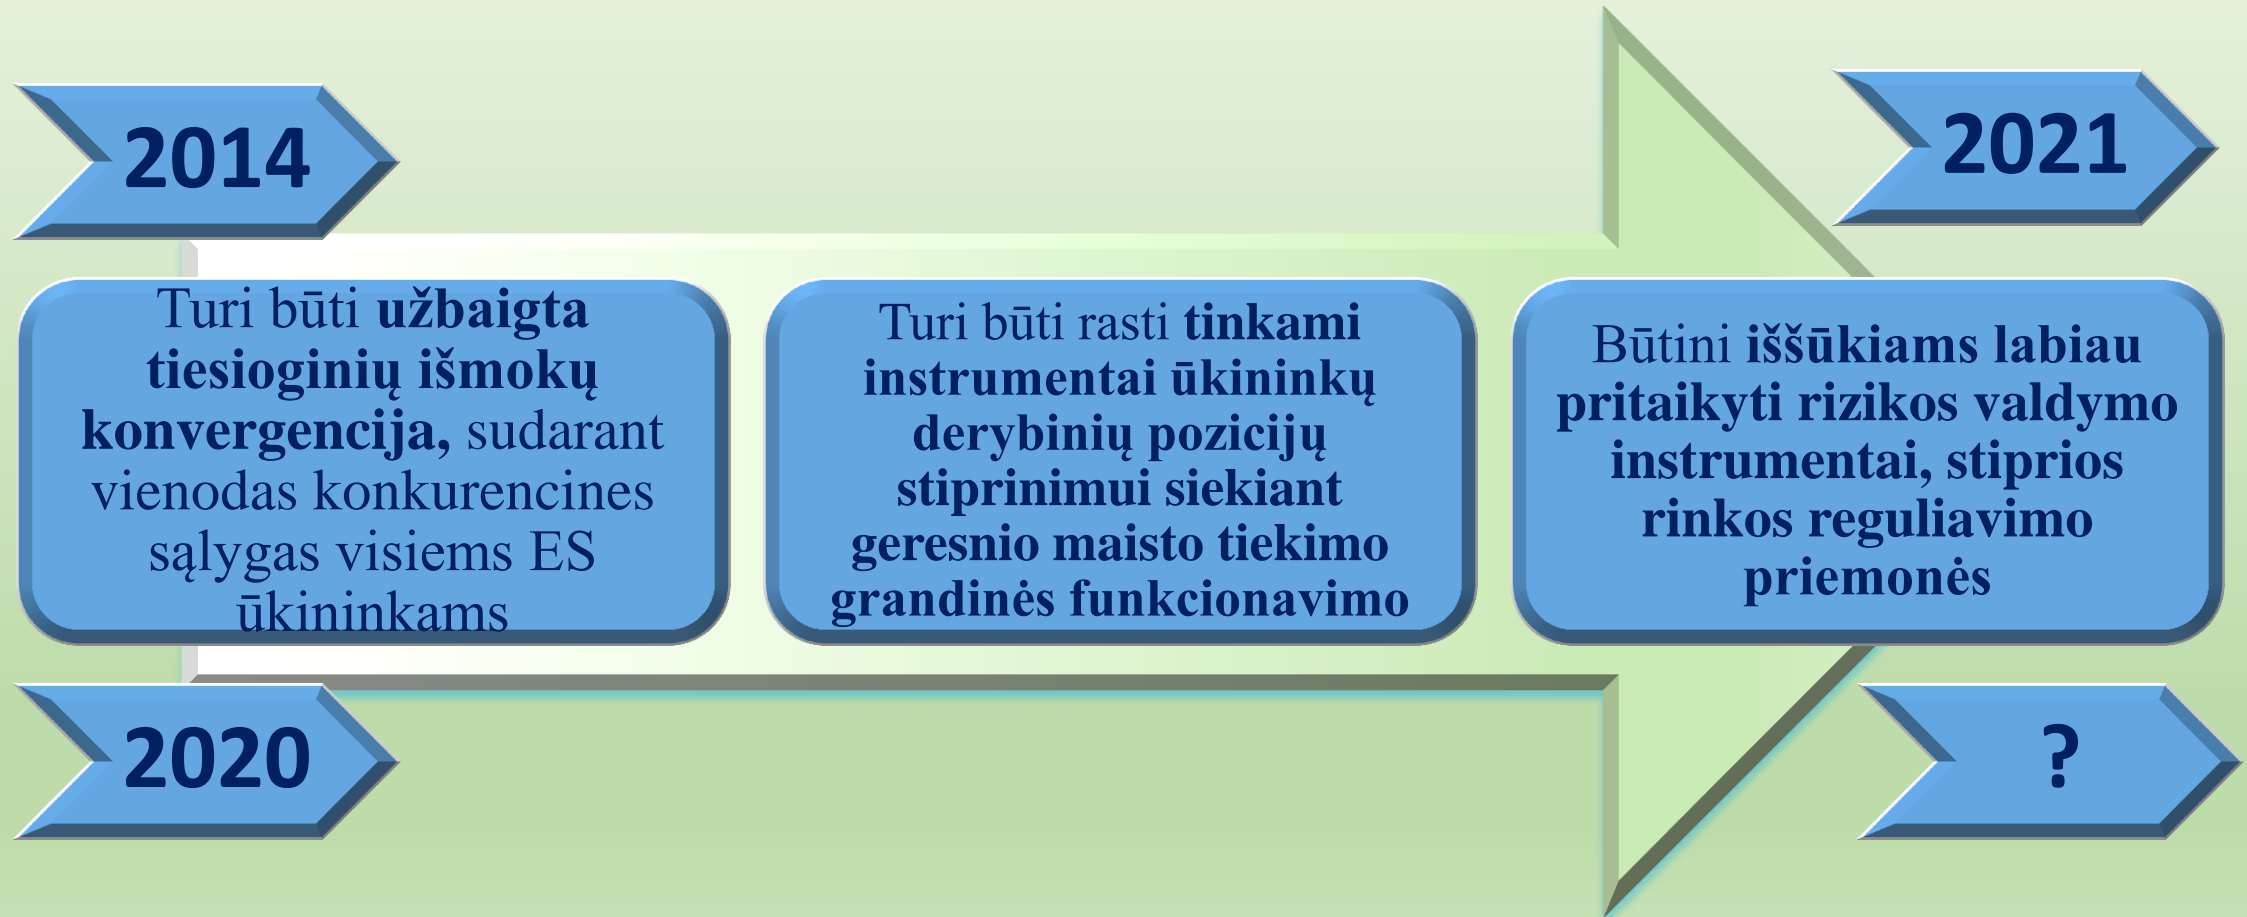 2014
2021
Turi būti užbaigta
tiesioginių išmokų
konvergencija, sudarant
vienodas konkurencines
sąlygas visiems ES
ūkininkams
Turi būti rasti tinkami
instrumentai ūkininkų
derybinių pozicijų
stiprinimui siekiant
geresnio maisto tiekimo
grandinės funkcionavimo
Būtini iššūkiams labiau
pritaikyti rizikos valdymo
instrumentai, stiprios
rinkos reguliavimo
priemonės
2020
?